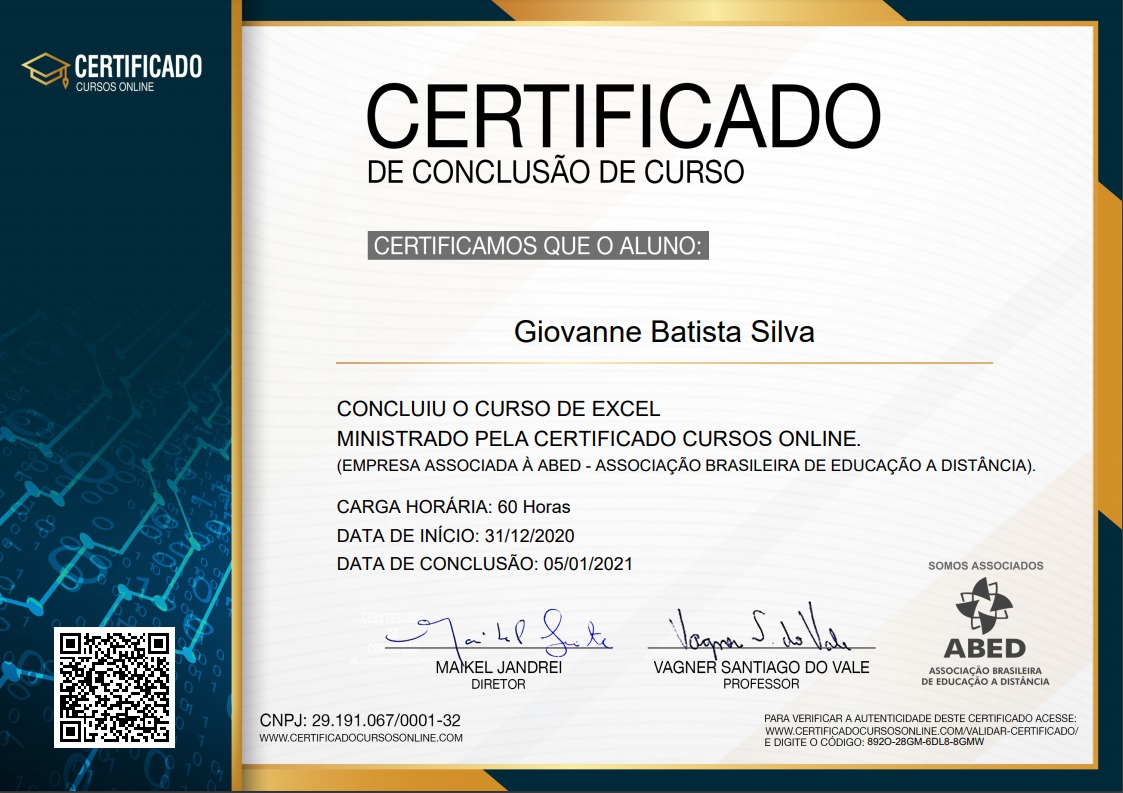 CERTIFICADO
CURSOS ONLINE
CERTIFICADO
DE CONCLUSÃO DE CURSO
CERTIFICAMOS QUE O ALUNO:
Giovanne Batista Silva
CONCLUIU O CURSO DE EXCEL
MINISTRADO PELA CERTIFICADO CURSOS ONLINE.
(EMPRESA ASSOCIADA À ABED - ASSOCIAÇÃO BRASILEIRA DE EDUCAÇÃO A DISTÂNCIA).
CARGA HORÁRIA: 60 Horas
DATA DE INÍCIO: 31/12/2020
DATA DE CONCLUSÃO: 05/01/2021
MAIKEL JANDREI
DIRETOR
Vagner S. do Vale
VAGNER SANTIAGO DO VALE
PROFESSOR
SOMOS ASSOCIADOS
ABED
ASSOCIAÇÃO BRASILEIRA
DE EDUCAÇÃO A DISTÂNCIA
CNPJ: 29.191.067/0001-32
WWW.CERTIFICADOCURSOSONLINE.COM
PARA VERIFICAR A AUTENTICIDADE DESTE CERTIFICADO ACESSE:
WWW.CERTIFICADOCURSOSONLINE.COM/VALIDAR-CERTIFICADO/
E DIGITE O CÓDIGO: 892O-28GM-6DL8-8GMW